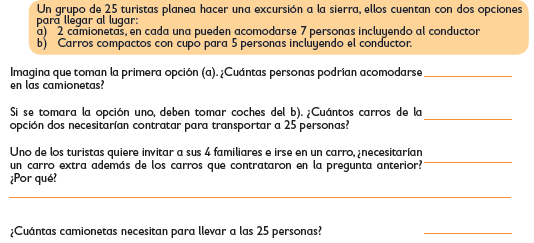 Un grupo de 25 turistas planea hacer una excursión a la sierra, ellos cuentan con dos opciones
para llegar al lugar:
a) 2 camionetas, en cada una pueden acomodarse 7 personas incluyendo al conductor
b) Carros compactos con cupo para 5 personas incluyendo el conductor.
Imagina que toman la primera opción (a). ¿Cuántas personas podrían acomodarse
en las camionetas?
Si se tomara la opción uno, deben tomar coches del b). ¿Cuántos carros de la
opción dos necesitarían contratar para transportar a 25 personas?
Uno de los turistas quiere invitar a sus 4 familiares e irse en un carro, ¿necesitarían
un carro extra además de los carros que contrataron en la pregunta anterior?
¿Por qué?
¿Cuántas camionetas necesitan para llevar a las 25 personas?